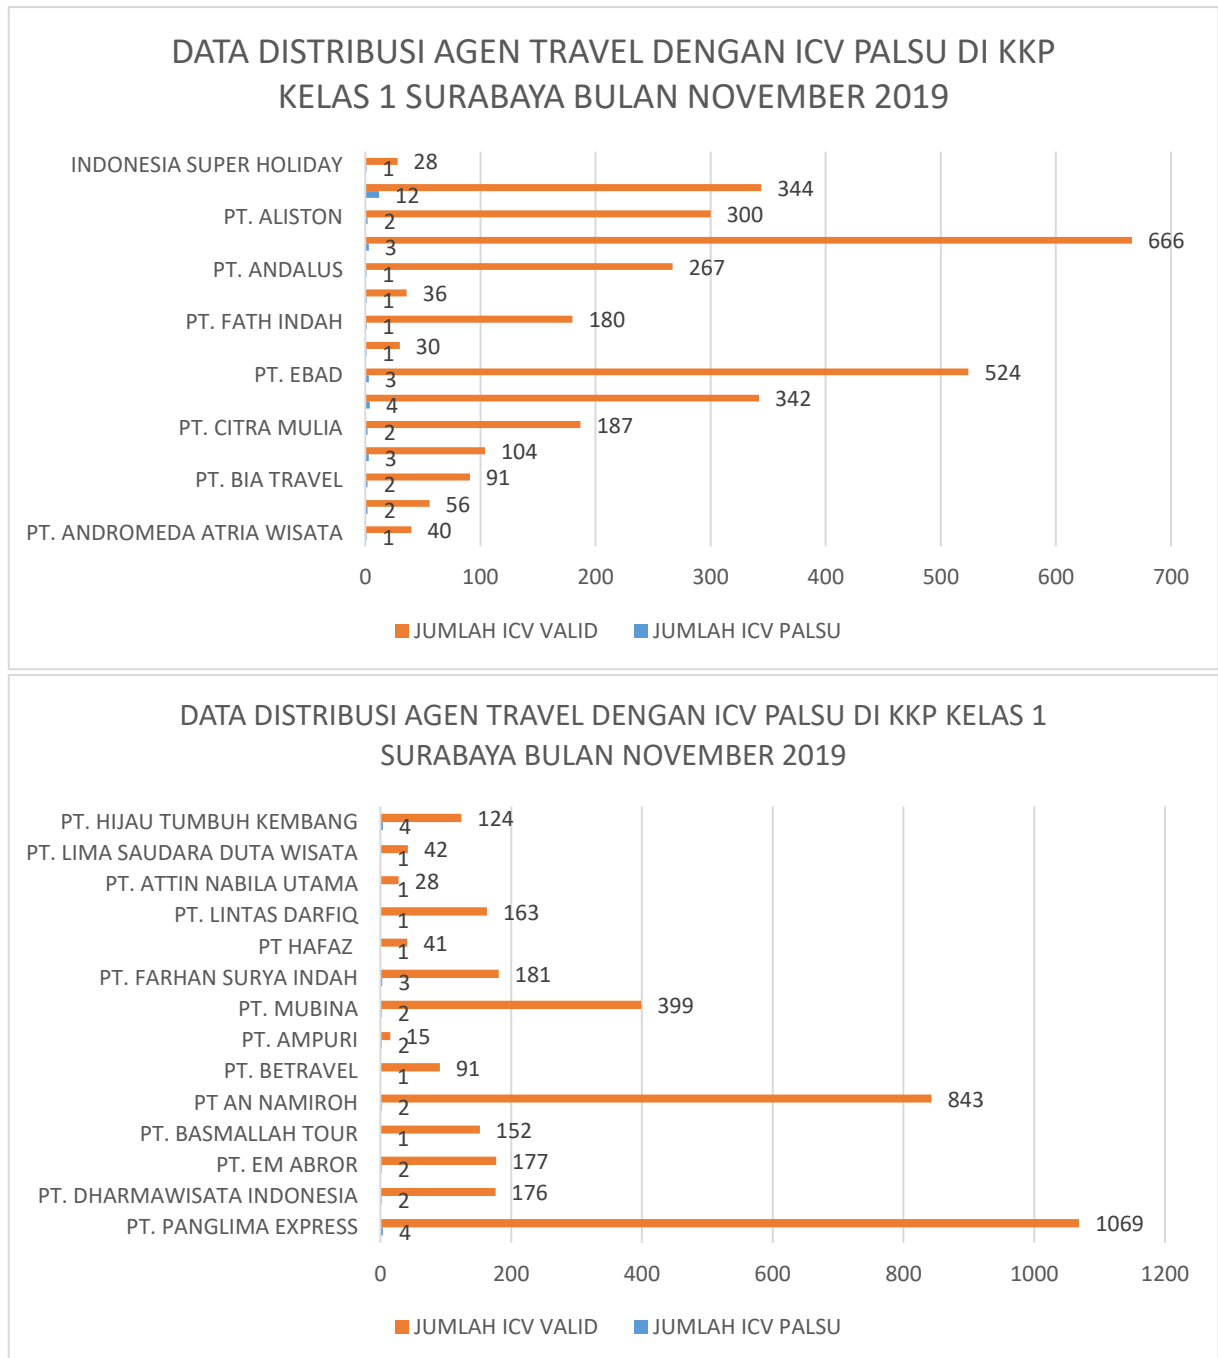 DATA DISTRIBUSI AGEN TRAVEL DENGAN ICV PALSU DI KKP
KELAS 1 SURABAYA BULAN NOVEMBER 2019
INDONESIA SUPER HOLIDAY 28
1
344
12
PT. ALISTON 300
2
666
3
PT. ANDALUS 267
1
36
1
PT. FATH INDAH 180
1
30
1
PT. EBAD 524
3
342
4
PT. CITRA MULIA 187
2
104
3
PT. BIA TRAVEL 91
2
56
2
PT. ANDROMEDA ATRIA WISATA 40
1
0 100 200 300 400 500 600 700
JUMLAH ICV VALID JUMLAH ICV PALSU
DATA DISTRIBUSI AGEN TRAVEL DENGAN ICV PALSU DI KKP KELAS 1
SURABAYA BULAN NOVEMBER 2019
PT. HIJAU TUMBUH KEMBANG 124
4
PT. LIMA SAUDARA DUTA WISATA 42
1
PT. ATTIN NABILA UTAMA 28
1
PT. LINTAS DARFIQ 163
1
PT HAFAZ 41
1
PT. FARHAN SURYA INDAH 181
3
PT. MUBINA 399
2
PT. AMPURI 15
2
PT. BETRAVEL 91
1
PT AN NAMIROH 843
2
PT. BASMALLAH TOUR 152
1
PT. EM ABROR 177
2
PT. DHARMAWISATA INDONESIA 176
2
PT. PANGLIMA EXPRESS 1069
4
0 200 400 600 800 1000 1200
JUMLAH ICV VALID JUMLAH ICV PALSU